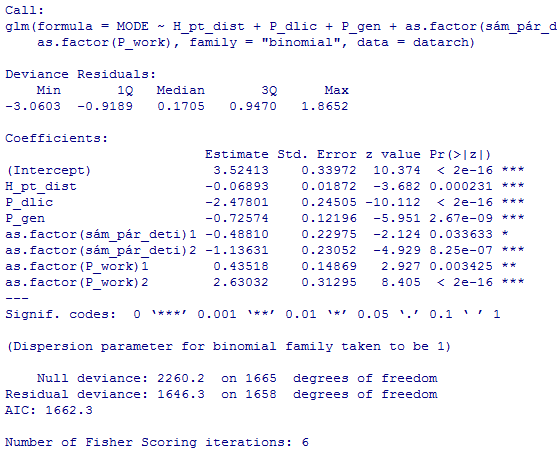 Call:
glm(formula = MODE ~ H_pt_dist + P_dlic + P_gen + as.factor(sám_pár_d
    as.factor(P_work), family = "binomial", data = datarch)
Deviance Residuals:
    Min       1Q   Median       3Q      Max
-3.0603  -0.9189   0.1705   0.9470   1.8652
Coefficients:
                         Estimate Std. Error z value Pr(>|z|)
(Intercept)               3.52413    0.33972  10.374  < 2e-16 ***
H_pt_dist                -0.06893    0.01872  -3.682 0.000231 ***
P_dlic                   -2.47801    0.24505 -10.112  < 2e-16 ***
P_gen                    -0.72574    0.12196  -5.951 2.67e-09 ***
as.factor(sám_pár_deti)1 -0.48810    0.22975  -2.124 0.033633 *
as.factor(sám_pár_deti)2 -1.13631    0.23052  -4.929 8.25e-07 ***
as.factor(P_work)1        0.43518    0.14869   2.927 0.003425 **
as.factor(P_work)2        2.63032    0.31295   8.405  < 2e-16 ***
---
Signif. codes:  0 ‘***’ 0.001 ‘**’ 0.01 ‘*’ 0.05 ‘.’ 0.1 ‘ ’ 1
(Dispersion parameter for binomial family taken to be 1)
    Null deviance: 2260.2  on 1665  degrees of freedom
Residual deviance: 1646.3  on 1658  degrees of freedom
AIC: 1662.3
Number of Fisher Scoring iterations: 6